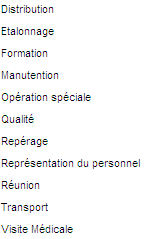 Distribution
Etalonnage
Formation
Manutention
Opération spéciale
Qualité
Repérage
Représentation du personnel
Réunion
Transport
Visite Médicale